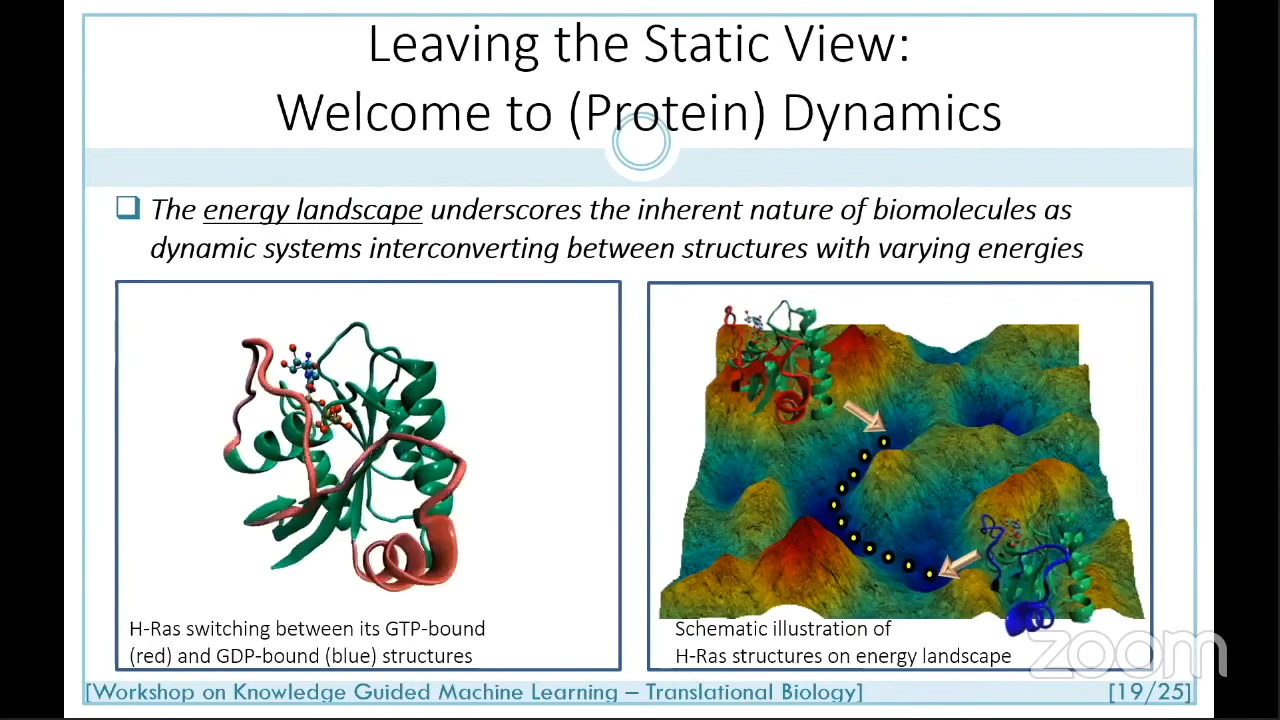 Leaving the Static View:
Welcome to (Protein) Dynamics
The energy landscape underscores the inherent nature of biomolecules as
dynamic systems interconverting between structures with varying energies
H-Ras switching between its GTP-bound
(red) and GDP-bound (blue) structures
Schematic illustration of
H-Ras structures on energy landscape
zoom
[Workshop on Knowledge Guided Machine Learning – Translational Biology]
[19/25]